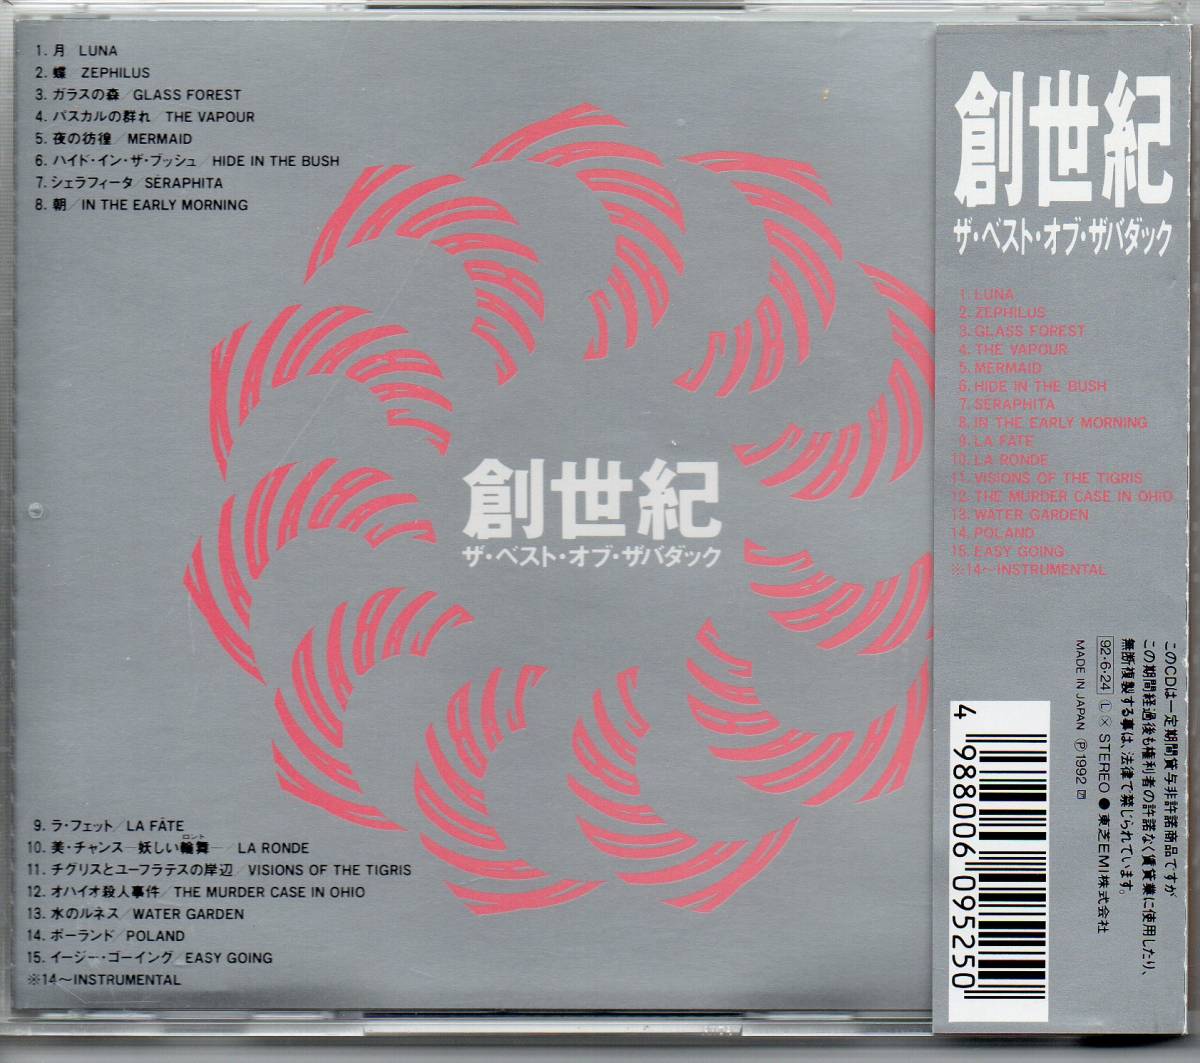 1. 月 LUNA
2. 蝶/ZEPHILUS
3. ガラスの森/GLASS FOREST
4. パスカルの群れ/THE VAPOUR
5. 夜の彷徨/MERMAID
6. ハイド・イン・ザ・ブッシュ/HIDE IN THE BUSH
7. シェラフィータ/SÉRAPHITA
8. 朝/IN THE EARLY MORNING
創世紀
ザ・ベスト・オブ・ザバダック
9. ラ・フェット/LA FÂTE
ロンド
10. 美・チャンス—妖しい輪舞—/LA RONDE
11. チグリスとユーフラテスの岸辺/VISIONS OF THE TIGRIS
12. オハイオ殺人事件/THE MURDER CASE IN OHIO
13. 水のルネス/WATER GARDEN
14. ポーランド/POLAND
15. イージー・ゴーイング/EASY GOING
※14〜INSTRUMENTAL
創世紀
ザ・ベスト・オブ・ザバダック
1. LUNA
2. ZEPHILUS
3. GLASS FOREST
4. THE VAPOUR
5. MERMAID
6. HIDE IN THE BUSH
7. SÉRAPHITA
8. IN THE EARLY MORNING
9. LA FÂTE
10. LA RONDE
11. VISIONS OF THE TIGRIS
12. THE MURDER CASE IN OHIO
13. WATER GARDEN
14. POLAND
15. EASY GOING
※14〜INSTRUMENTAL
このCDは一定期間貸与非許諾商品ですが
この期間経過後も権利者の許諾なく賃貸業に使用したり、
無断複製する事は、法律で禁じられています。
92・6・24 Ⓛ Ⓧ STEREO ● 東芝EMI株式会社
MADE IN JAPAN Ⓟ1992
4 988006 095250